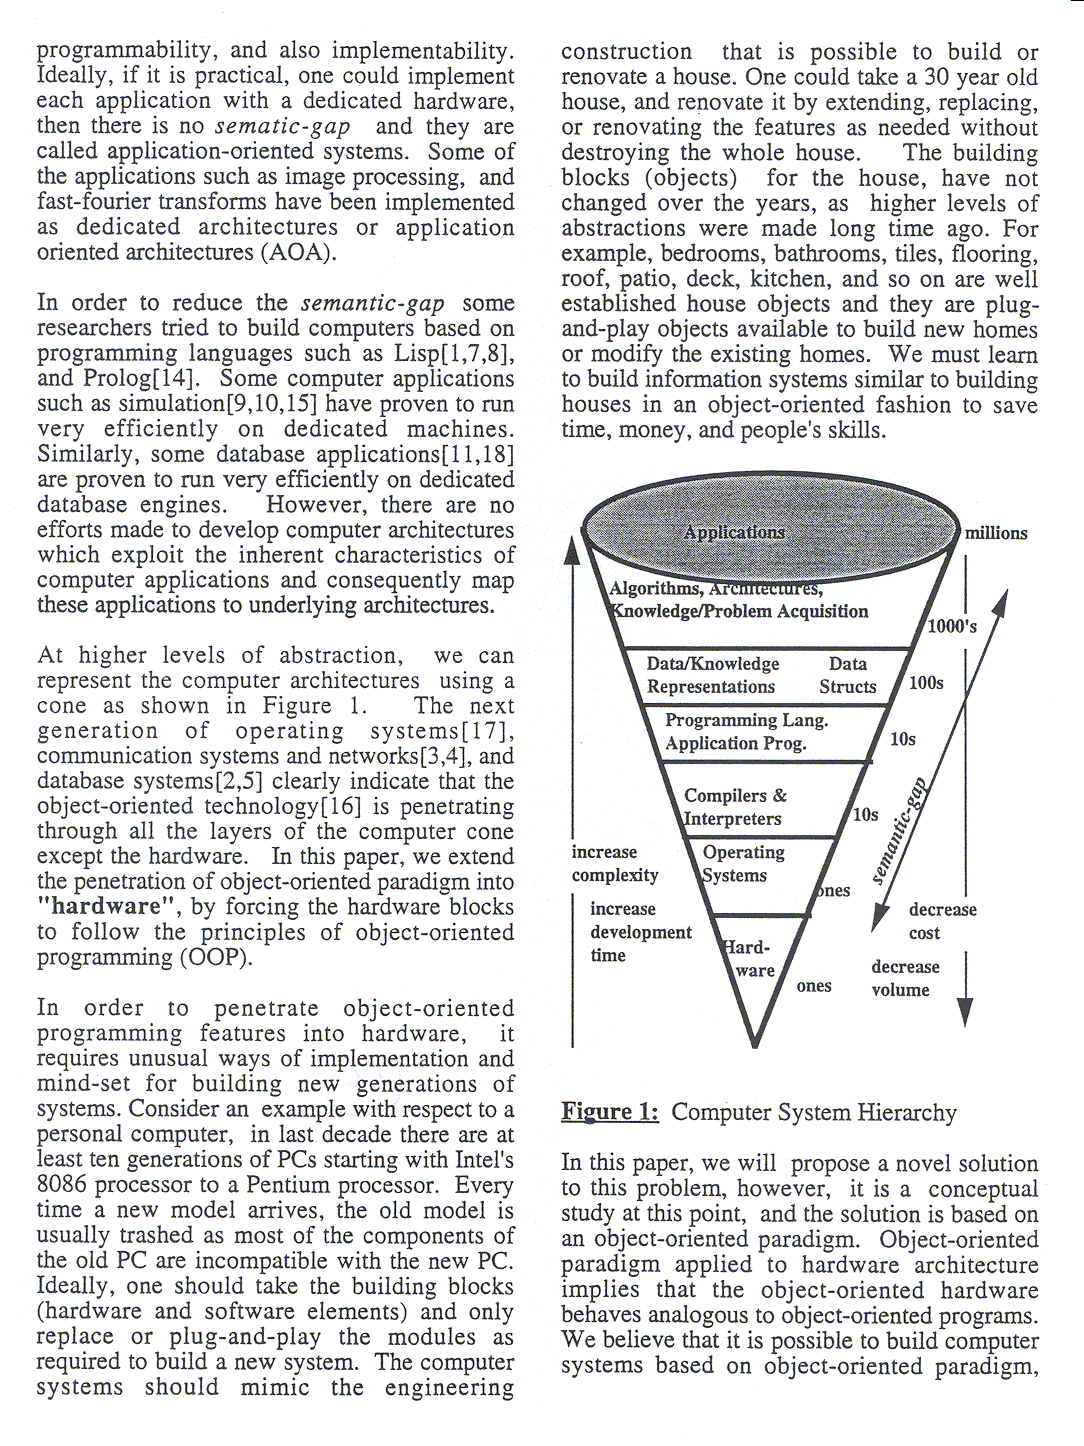 programmability, and also implementability.
Ideally, if it is practical, one could implement
each application with a dedicated hardware,
then there is no sematic-gap and they are
called application-oriented systems. Some of
the applications such as image processing, and
fast-fourier transforms have been implemented
as dedicated architectures or application
oriented architectures (AOA).
In order to reduce the semantic-gap some
researchers tried to build computers based on
programming languages such as Lisp[1,7,8],
and Prolog[14]. Some computer applications
such as simulation[9,10,15] have proven to run
very efficiently on dedicated machines.
Similarly, some database applications[11,18]
are proven to run very efficiently on dedicated
database engines. However, there are no
efforts made to develop computer architectures
which exploit the inherent characteristics of
computer applications and consequently map
these applications to underlying architectures.
At higher levels of abstraction, we can
represent the computer architectures using a
cone as shown in Figure 1. The next
generation of operating systems[17],
communication systems and networks[3,4], and
database systems[2,5] clearly indicate that the
object-oriented technology[16] is penetrating
through all the layers of the computer cone
except the hardware. In this paper, we extend
the penetration of object-oriented paradigm into
"hardware", by forcing the hardware blocks
to follow the principles of object-oriented
programming (OOP).
In order to penetrate object-oriented
programming features into hardware, it
requires unusual ways of implementation and
mind-set for building new generations of
systems. Consider an example with respect to a
personal computer, in last decade there are at
least ten generations of PCs starting with Intel's
8086 processor to a Pentium processor. Every
time a new model arrives, the old model is
usually trashed as most of the components of
the old PC are incompatible with the new PC.
Ideally, one should take the building blocks
(hardware and software elements) and only
replace or plug-and-play the modules as
required to build a new system. The computer
systems should mimic the engineering
construction that is possible to build or
renovate a house. One could take a 30 year old
house, and renovate it by extending, replacing,
or renovating the features as needed without
destroying the whole house. The building
blocks (objects) for the house, have not
changed over the years, as higher levels of
abstractions were made long time ago. For
example, bedrooms, bathrooms, tiles, flooring,
roof, patio, deck, kitchen, and so on are well
established house objects and they are plug-
and-play objects available to build new homes
or modify the existing homes. We must learn
to build information systems similar to building
houses in an object-oriented fashion to save
time, money, and people's skills.
Applications
millions
Algorithms, Architectures,
Knowledge/Problem Acquisition
1000's
Data/Knowledge Data
Representations Structs
100s
Programming Lang.
Application Prog.
10s
Compilers &
Interpreters
10s
semantic-gap
increase
complexity
Operating
Systems
ones
increase
development
time
decrease
cost
Hard-
ware
ones
decrease
volume
Figure 1: Computer System Hierarchy
In this paper, we will propose a novel solution
to this problem, however, it is a conceptual
study at this point, and the solution is based on
an object-oriented paradigm. Object-oriented
paradigm applied to hardware architecture
implies that the object-oriented hardware
behaves analogous to object-oriented programs.
We believe that it is possible to build computer
systems based on object-oriented paradigm,